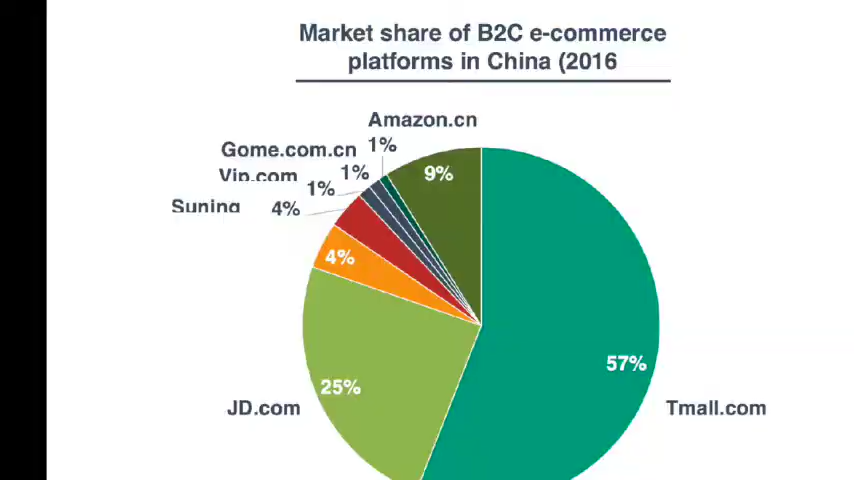 Market share of B2C e-commerce
platforms in China (2016
Amazon.cn
Gome.com.cn 1%
Vip.com 1%
1%
Suning 4%
9%
4%
57%
25%
JD.com
Tmall.com